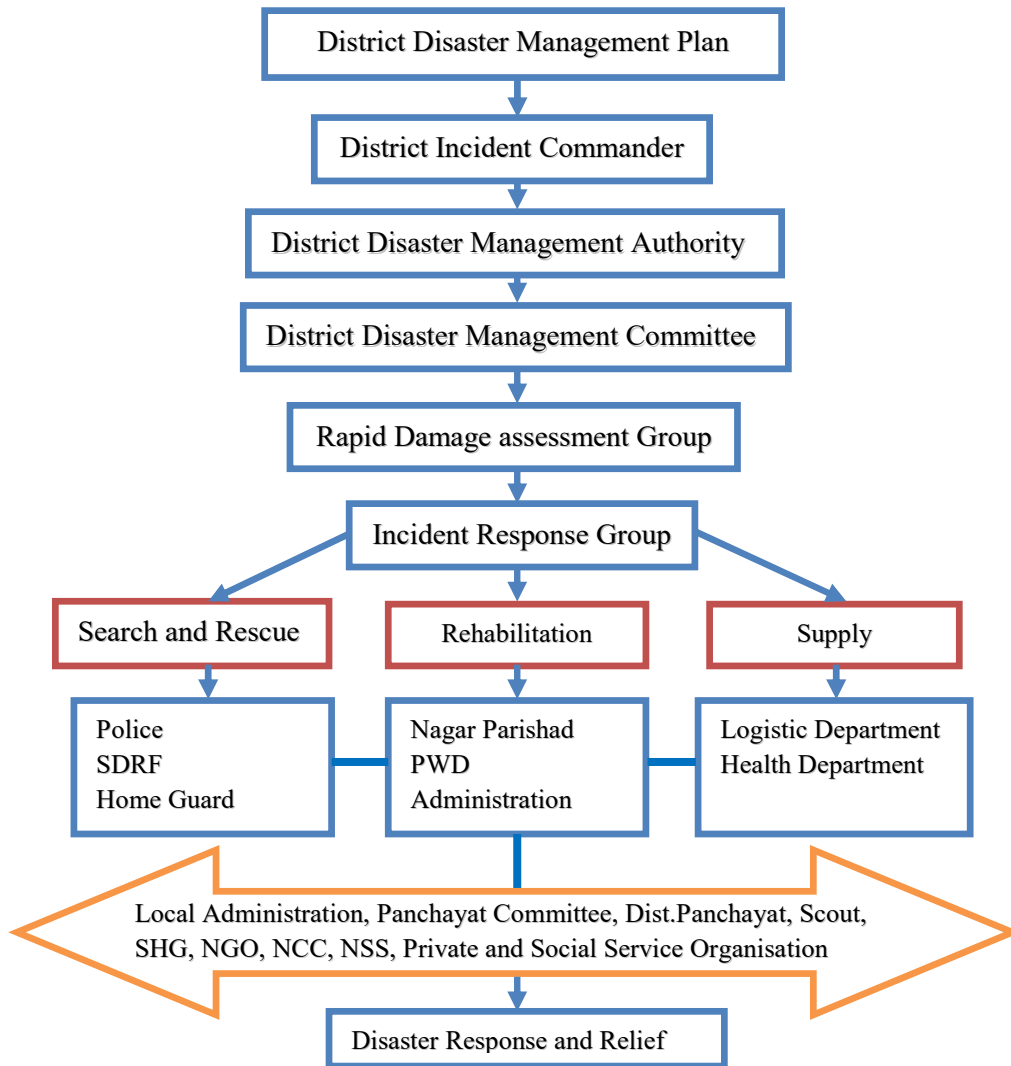 District Disaster Management Plan
District Incident Commander
District Disaster Management Authority
District Disaster Management Committee
Rapid Damage assessment Group
Incident Response Group
Search and Rescue
Rehabilitation
Supply
Police
SDRF
Home Guard
Nagar Parishad
PWD
Administration
Logistic Department
Health Department
Local Administration, Panchayat Committee, Dist.Panchayat, Scout,
SHG, NGO, NCC, NSS, Private and Social Service Organisation
Disaster Response and Relief